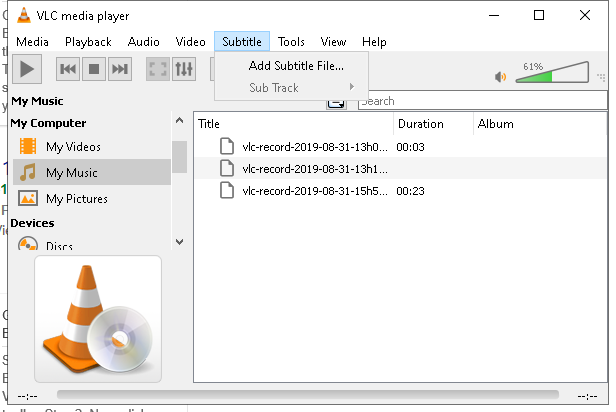 VLC media player
Media Playback Audio Video Subtitle Tools View Help
Add Subtitle File...
Sub Track
61%
My Music
Search
My Computer
My Videos
My Music
My Pictures
Devices
Discs
Title Duration Album
vlc-record-2019-08-31-13h0... 00:03
vlc-record-2019-08-31-13h1...
vlc-record-2019-08-31-15h5... 00:23
--:-- --:--